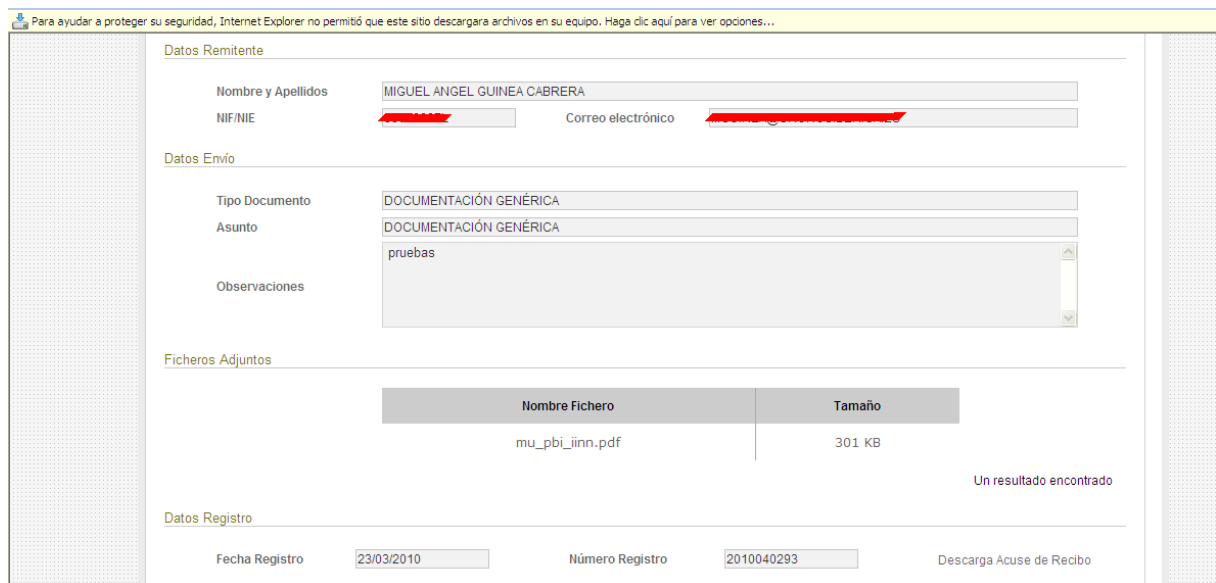 Para ayudar a proteger su seguridad, Internet Explorer no permitió que este sitio descargara archivos en su equipo. Haga clic aquí para ver opciones...
Datos Remitente
Nombre y Apellidos MIGUEL ANGEL GUINEA CABRERA
NIF/NIE Correo electrónico
Datos Envío
Tipo Documento DOCUMENTACIÓN GENÉRICA
Asunto DOCUMENTACIÓN GENÉRICA
pruebas
Observaciones
Ficheros Adjuntos
Nombre Fichero Tamaño
mu_pbi_iinn.pdf 301 KB
Un resultado encontrado
Datos Registro
Fecha Registro 23/03/2010 Número Registro 2010040293 Descarga Acuse de Recibo